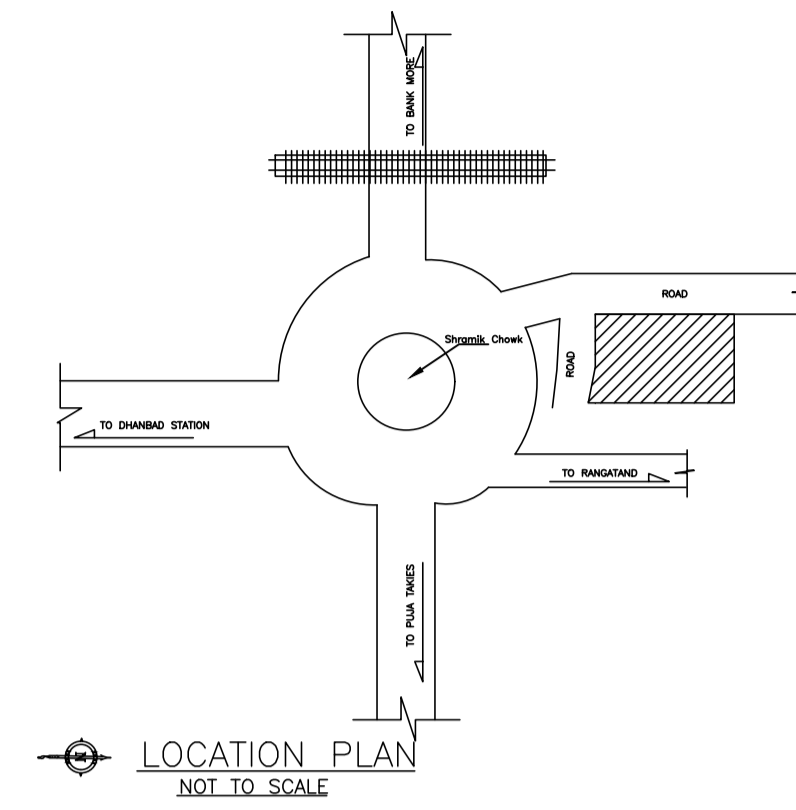 TO BANK MORE
ROAD
Shramik Chowk
ROAD
TO DHANBAD STATION
TO RANGATAND
TO PUJA TAKIES
N
LOCATION PLAN
NOT TO SCALE